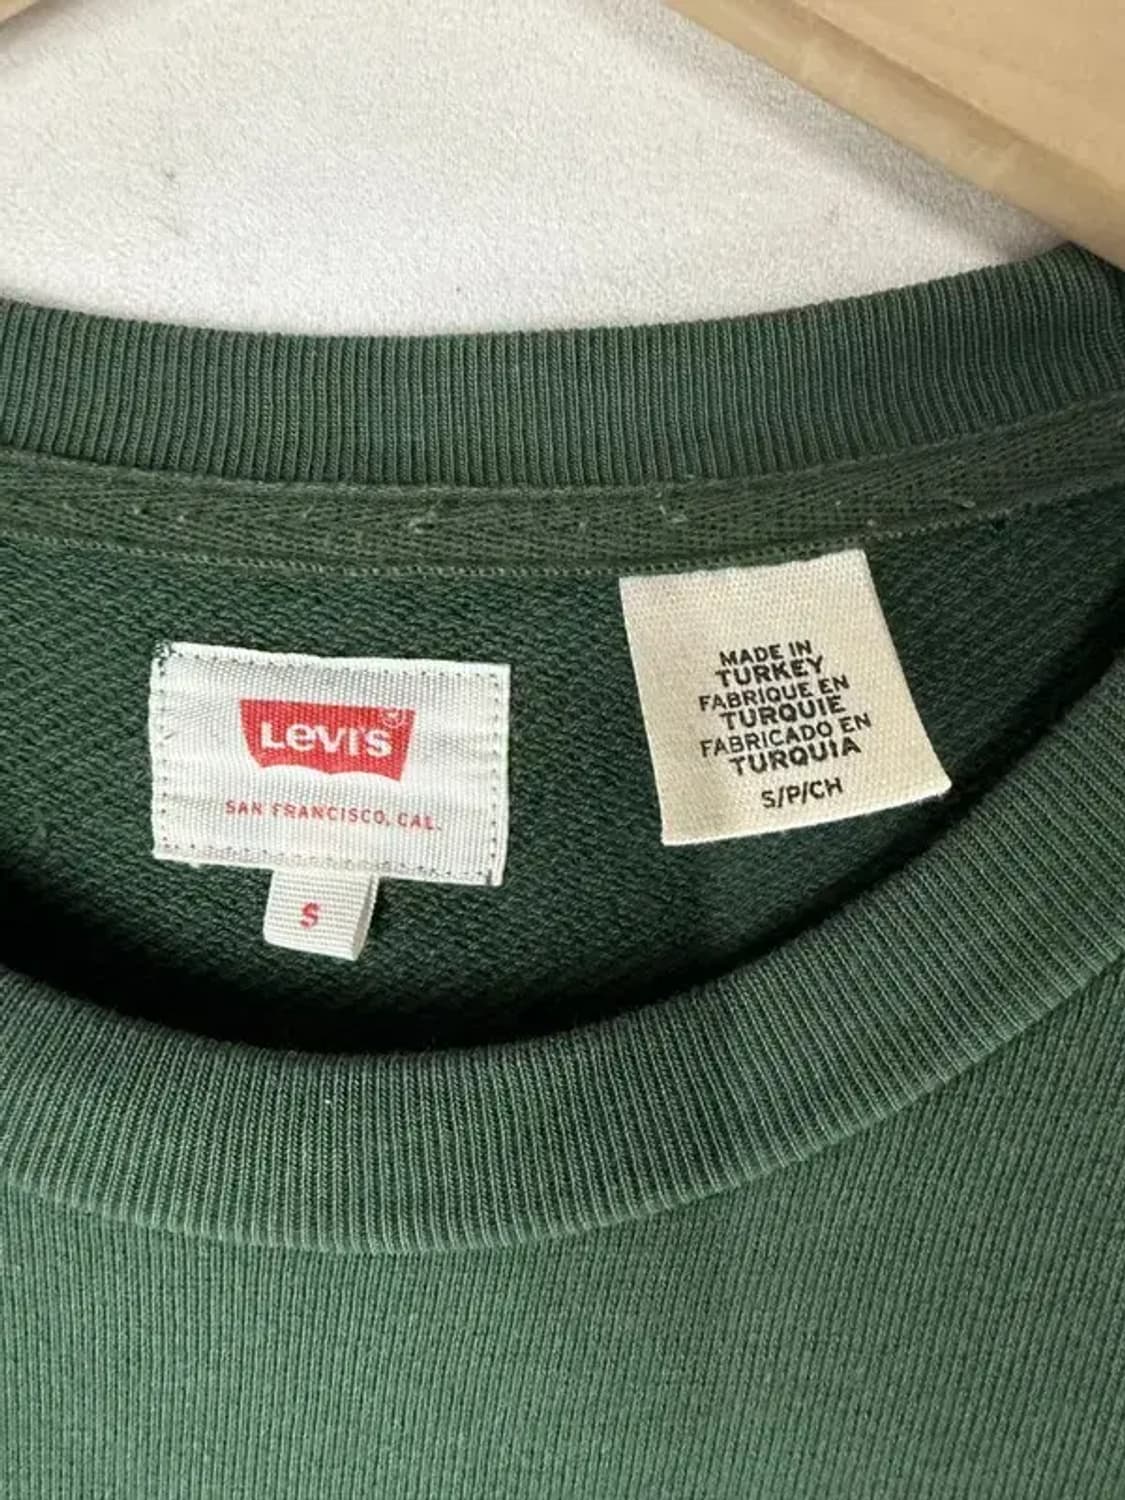 Levi's
SAN FRANCISCO, CAL.
S
MADE IN
TURKEY
FABRIQUE EN
TURQUIE
FABRICADO EN
TURQUIA
S/P/CH